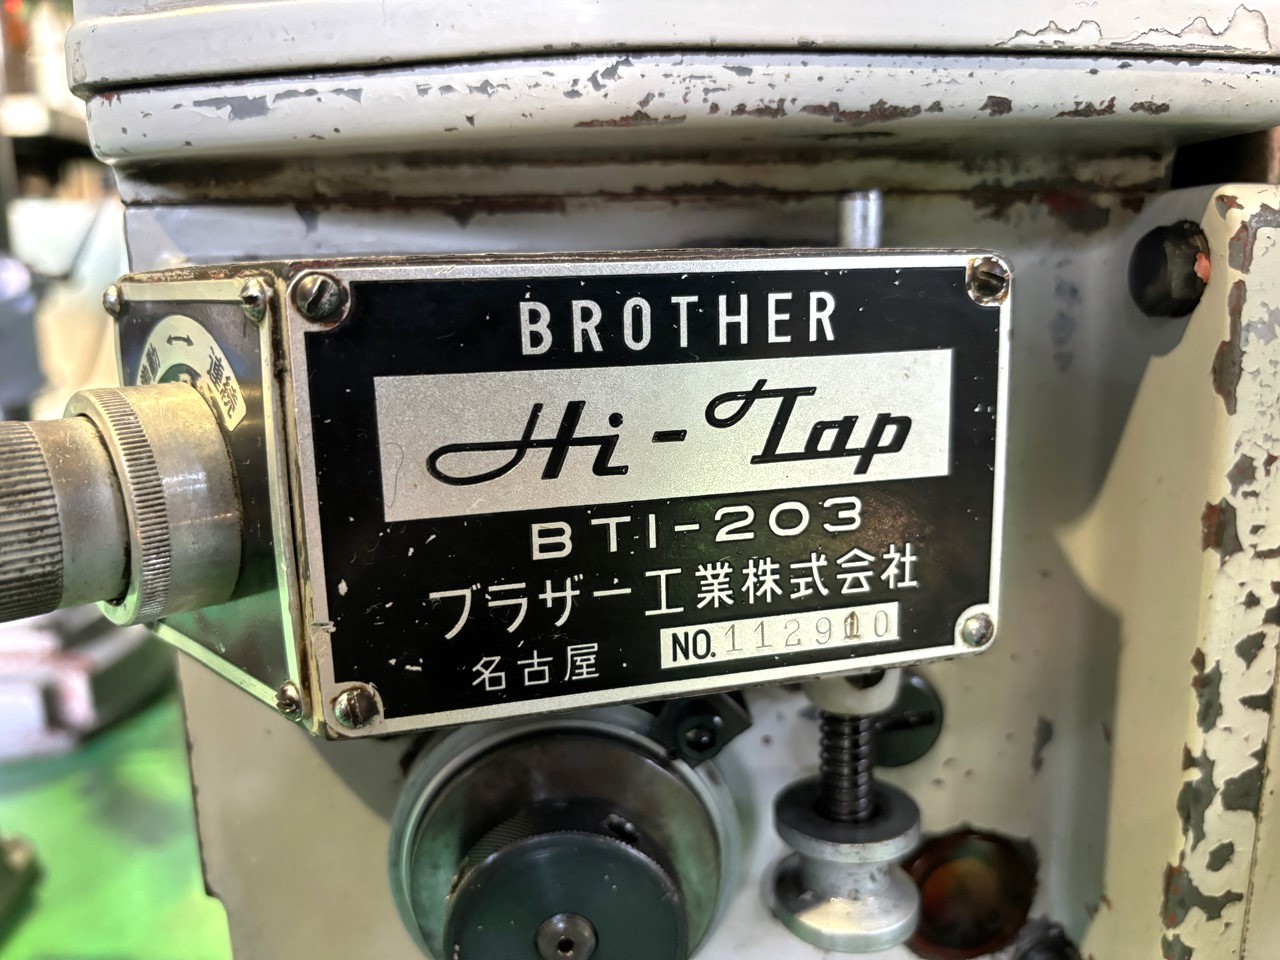 BROTHER
Hi-Tap
BT1-203
ブラザー工業株式会社
名古屋
NO. 112910
連続